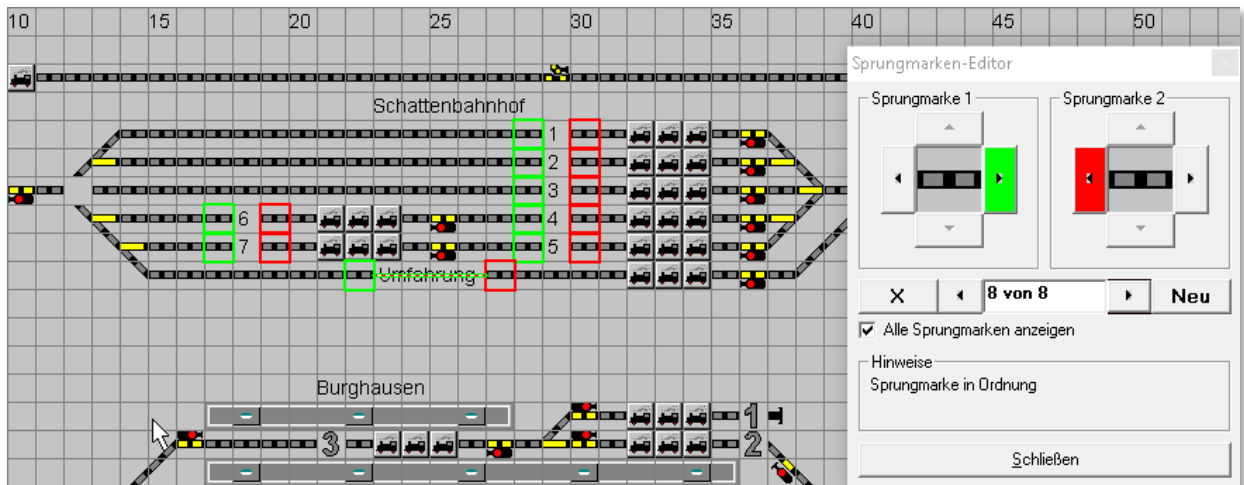 10 15 20 25 30 35 40 45 50
Sprungmarken-Editor
Sprungmarke 1 Sprungmarke 2
Schattenbahnhof
1
2
3
6 4
7 5
Umfahrung
X 8 von 8 Neu
Alle Sprungmarken anzeigen
Hinweise
Sprungmarke in Ordnung
Burghausen
1
3 2
Schließen